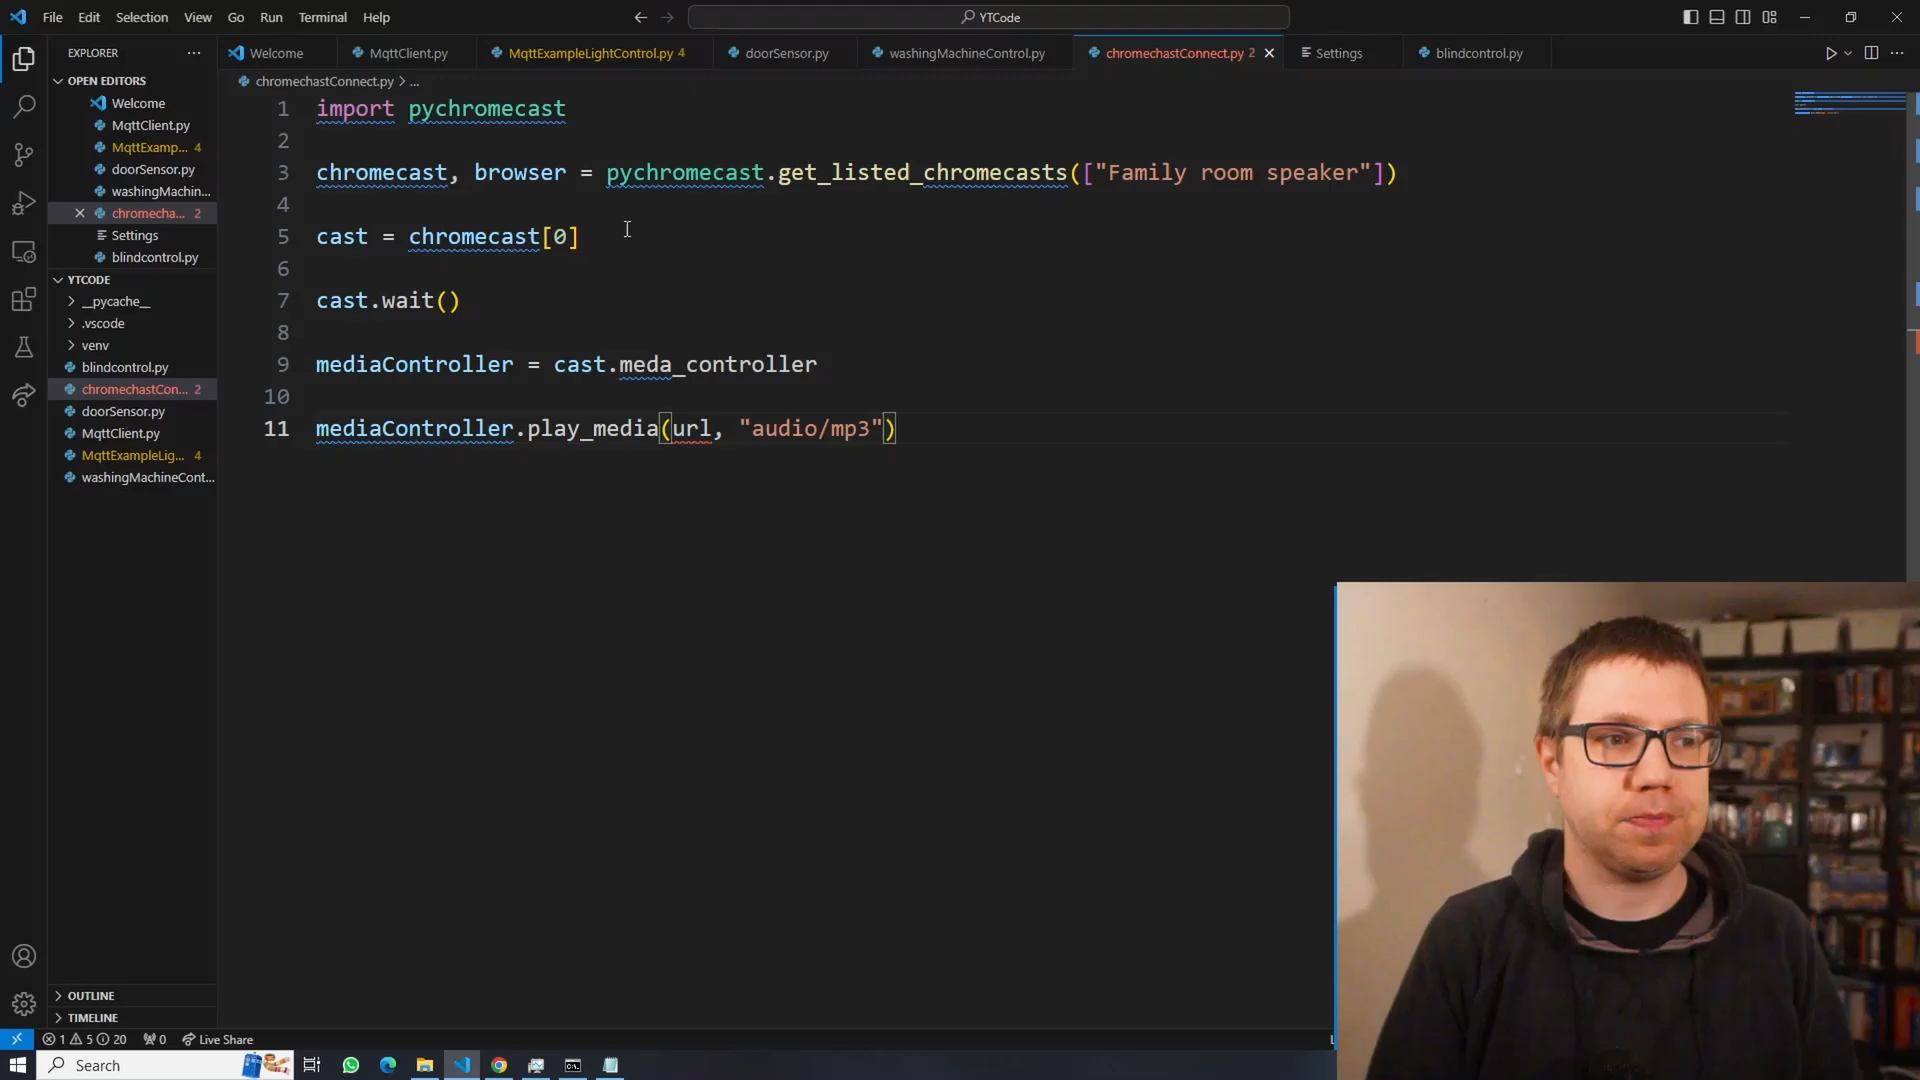 File Edit Selection View Go Run Terminal Help
YTCode
EXPLORER
Welcome MqttClient.py MqttExampleLightControl.py 4 doorSensor.py washingMachineControl.py chromechastConnect.py 2 Settings blindcontrol.py
OPEN EDITORS
Welcome
MqttClient.py
MqttExamp... 4
doorSensor.py
washingMachin...
chromecha... 2
Settings
blindcontrol.py
YTCODE
__pycache__
.vscode
venv
blindcontrol.py
chromechastCon... 2
doorSensor.py
MqttClient.py
MqttExampleLig... 4
washingMachineCont...
OUTLINE
TIMELINE
chromechastConnect.py > ...
1 import pychromecast
2
3 chromecast, browser = pychromecast.get_listed_chromecasts(["Family room speaker"])
4
5 cast = chromecast[0]
6
7 cast.wait()
8
9 mediaController = cast.meda_controller
10
11 mediaController.play_media(url, "audio/mp3")
1 5 20 0 Live Share
Search